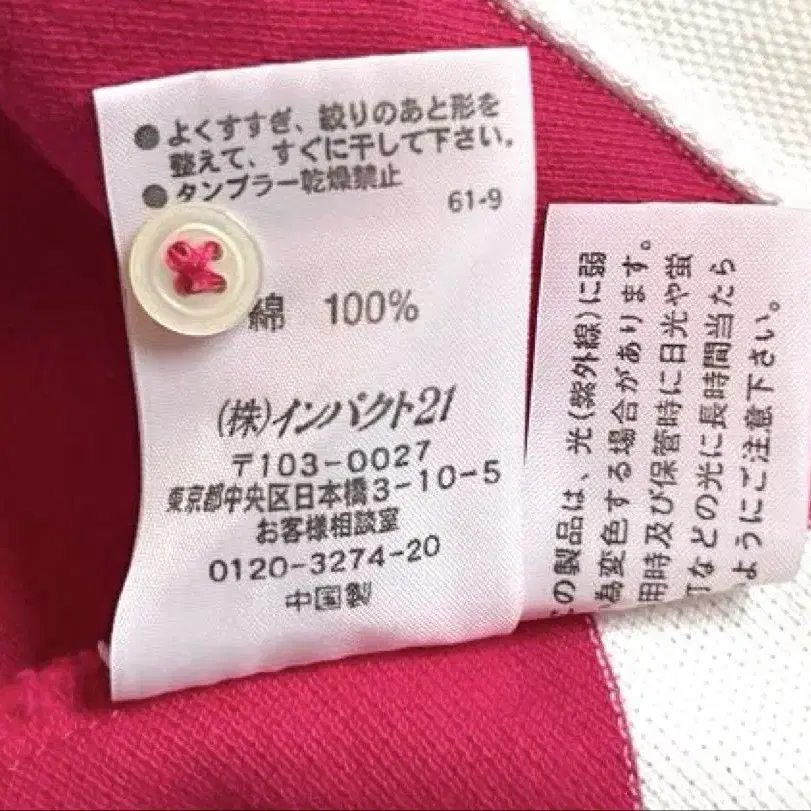 ●よくすすぎ、絞りのあと形を
整えて、すぐに干して下さい。
●タンブラー乾燥禁止
61-9
綿 100%
(株)インパクト21
〒103-0027
東京都中央区日本橋3-10-5
お客様相談室
0120-3274-20
中国製
この製品は、光(紫外線)に弱
為変色する場合があります。
用時及び保管時に日光や蛍
灯などの光に長時間当たら
ようにご注意下さい。